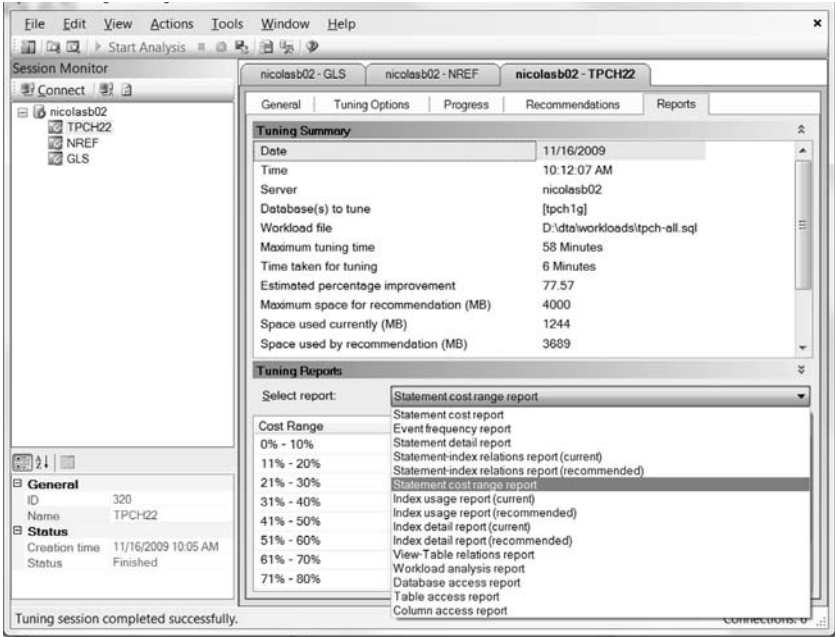 File Edit View Actions Tools Window Help
Start Analysis
Session Monitor
Connect
nicolasb02
TPCH22
NREF
GLS
General
ID 320
Name TPCH22
Status
Creation time 11/16/2009 10:05 AM
Status Finished
nicolasb02 - GLS nicolasb02 - NREF nicolasb02 - TPCH22
General Tuning Options Progress Recommendations Reports
Tuning Summary
Date 11/16/2009
Time 10:12:07 AM
Server nicolasb02
Database(s) to tune [tpch1g]
Workload file D:\dta\workloads\tpch-all.sql
Maximum tuning time 58 Minutes
Time taken for tuning 6 Minutes
Estimated percentage improvement 77.57
Maximum space for recommendation (MB) 4000
Space used currently (MB) 1244
Space used by recommendation (MB) 3689
Tuning Reports
Select report: Statement cost range report
Cost Range
0% - 10%
11% - 20%
21% - 30%
31% - 40%
41% - 50%
51% - 60%
61% - 70%
71% - 80%
Statement cost report
Event frequency report
Statement detail report
Statement-index relations report (current)
Statement-index relations report (recommended)
Statement cost range report
Index usage report (current)
Index usage report (recommended)
Index detail report (current)
Index detail report (recommended)
View-Table relations report
Workload analysis report
Database access report
Table access report
Column access report
Tuning session completed successfully.